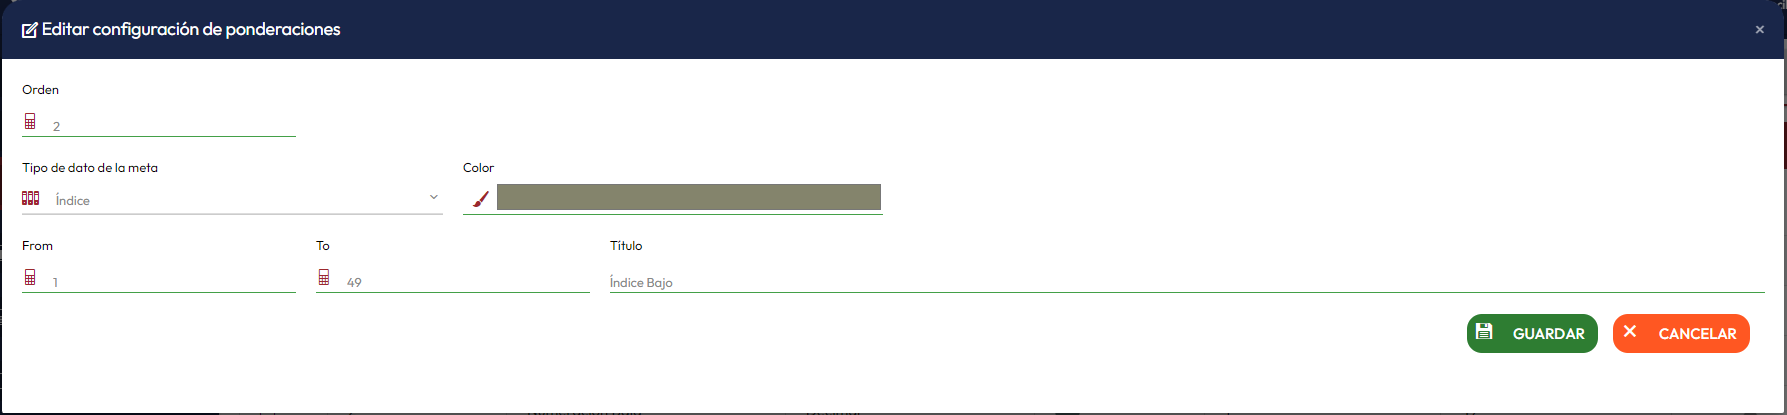 Editar configuración de ponderaciones
×
Orden
2
Tipo de dato de la meta
Color
Índice
From
To
Título
1
49
Índice Bajo
GUARDAR
CANCELAR